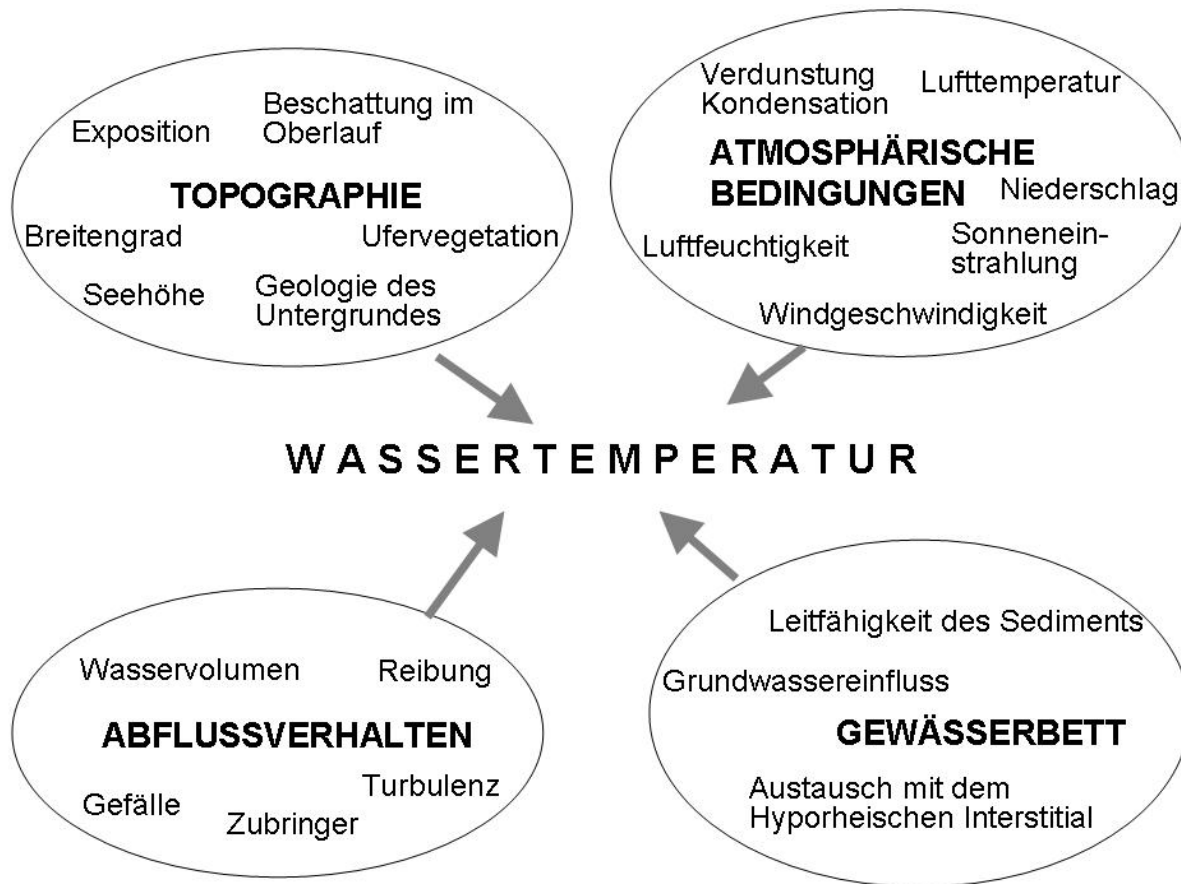 Exposition
Beschattung im
Oberlauf
TOPOGRAPHIE
Breitengrad
Ufervegetation
Seehöhe
Geologie des
Untergrundes
Verdunstung
Kondensation
Lufttemperatur
ATMOSPHÄRISCHE
BEDINGUNGEN
Niederschlag
Luftfeuchtigkeit
Sonnenein-
strahlung
Windgeschwindigkeit
WASSERTEMPERATUR
Wasservolumen
Reibung
ABFLUSSVERHALTEN
Gefälle
Zubringer
Turbulenz
Leitfähigkeit des Sediments
Grundwassereinfluss
GEWÄSSERBETT
Austausch mit dem
Hyporheischen Interstitial